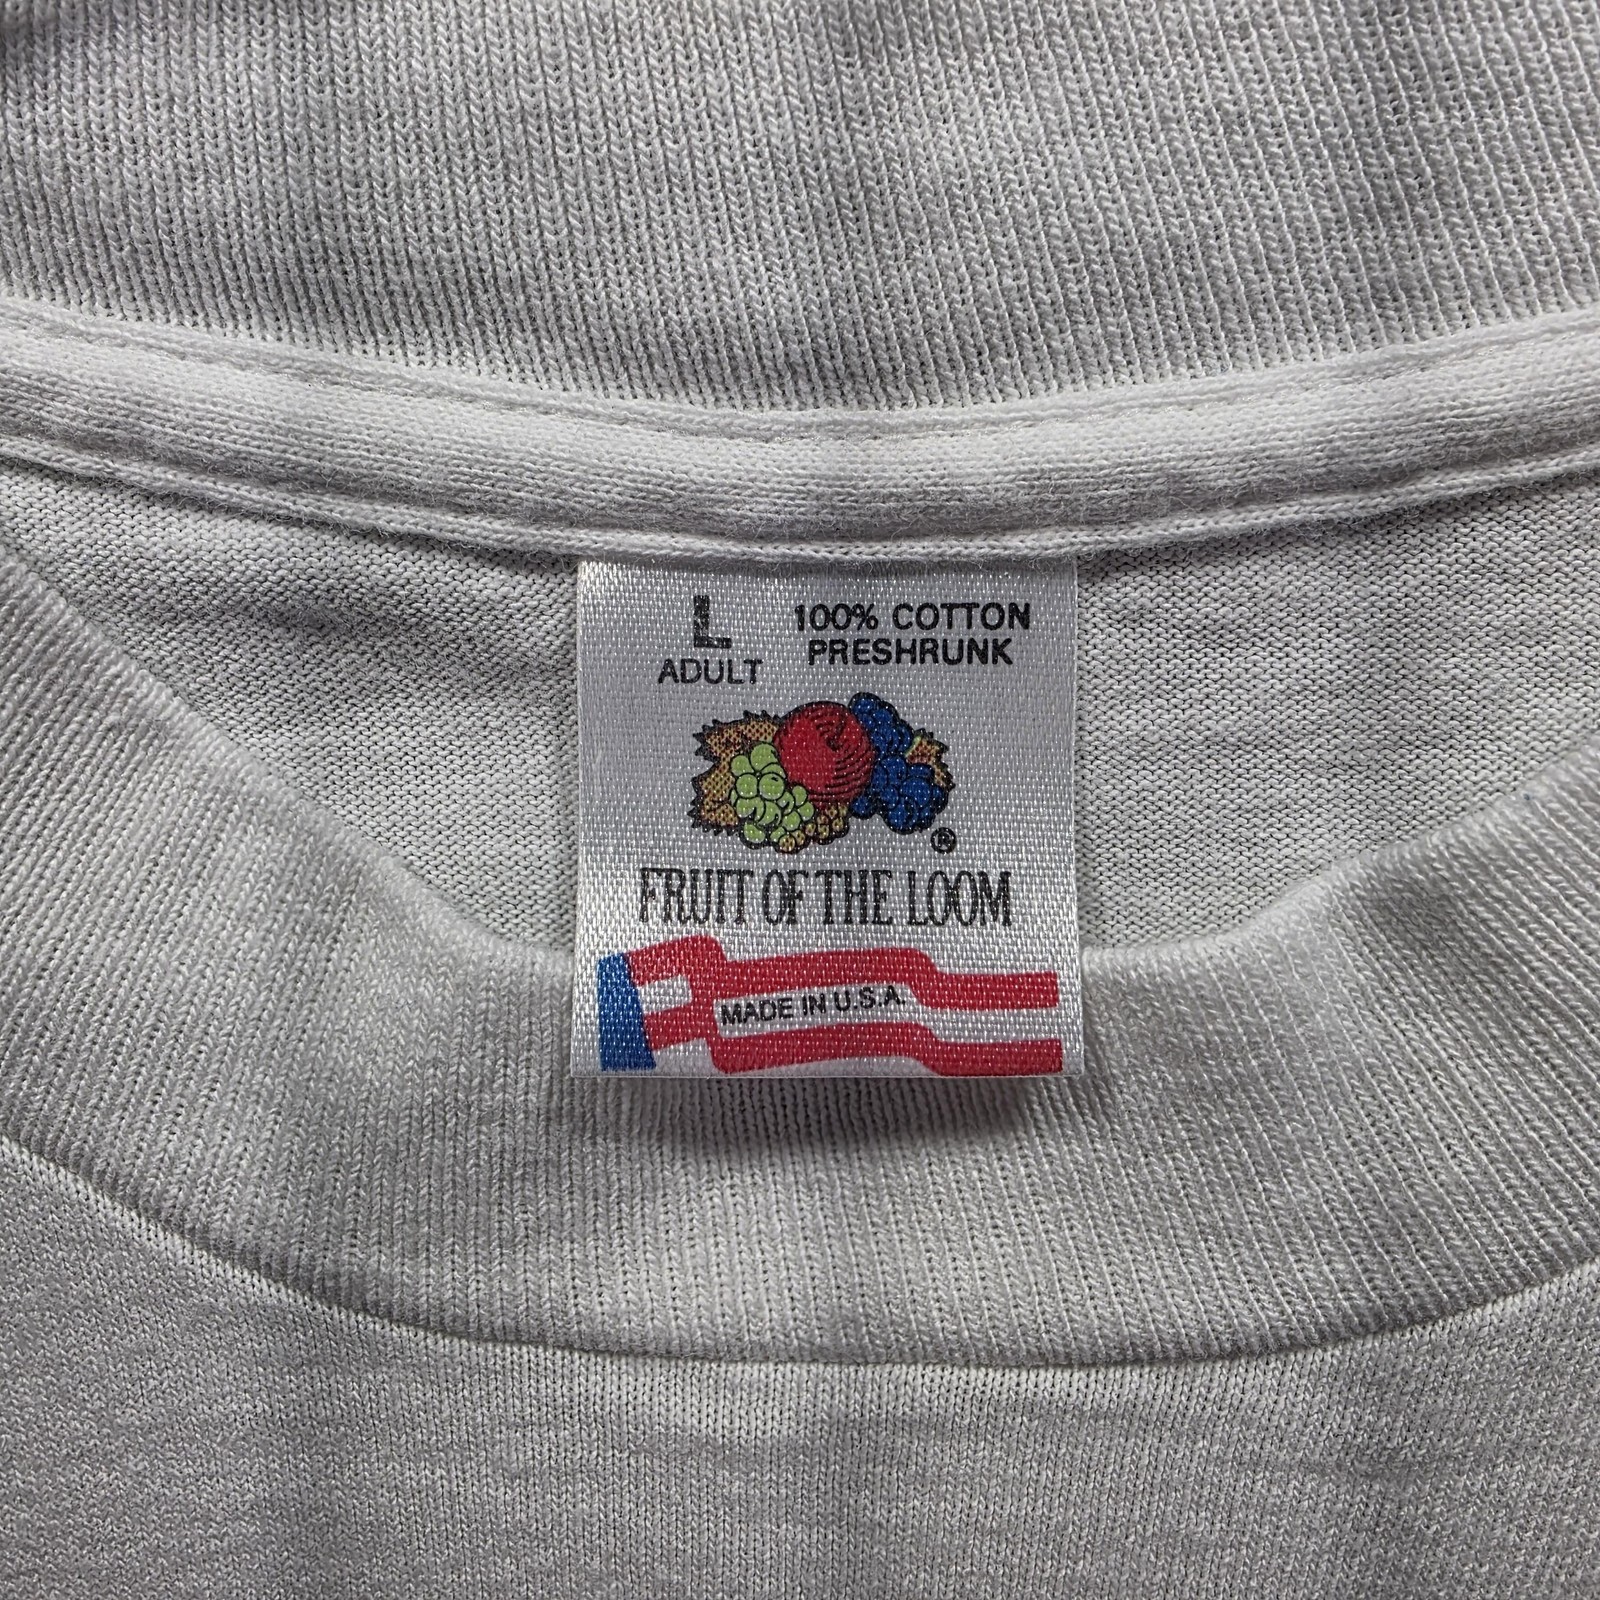 L
ADULT
100% COTTON
PRESHRUNK
®
FRUIT OF THE LOOM
MADE IN U.S.A.